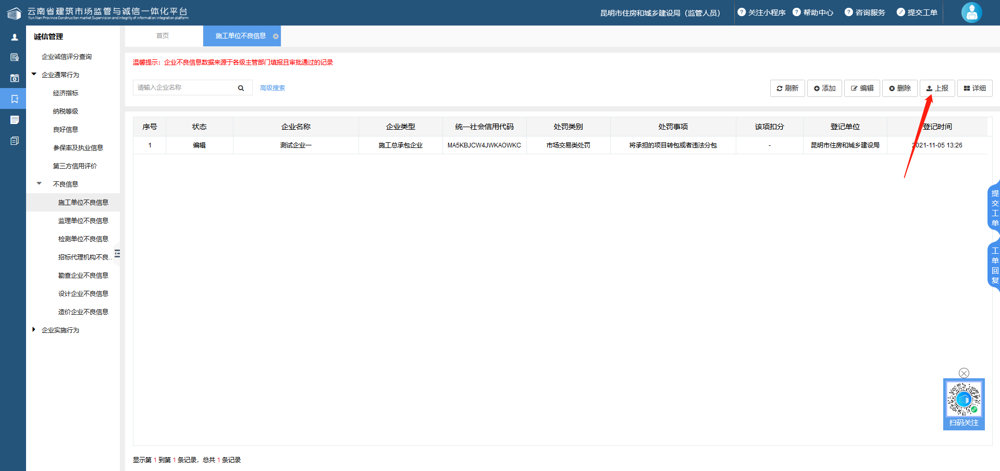 云南省建筑市场监管与诚信一体化平台
Yun Nan Province Construciton market Supervision and integrity of information integration platform
昆明市住房和城乡建设局（监管人员）
关注小程序
帮助中心
咨询服务
提交工单
诚信管理
企业诚信评分查询
企业通常行为
经济指标
纳税等级
良好信息
参保率及执业信息
第三方信用评价
不良信息
施工单位不良信息
监理单位不良信息
检测单位不良信息
招标代理机构不良..
勘查企业不良信息
设计企业不良信息
造价企业不良信息
企业实施行为
首页
施工单位不良信息
温馨提示：企业不良信息数据来源于各级主管部门填报且审批通过的记录
请输入企业名称
高级搜索
刷新
添加
编辑
删除
上报
详细
序号 状态 企业名称 企业类型 统一社会信用代码 处罚类别 处罚事项 该项扣分 登记单位 登记时间
1 编辑 测试企业一 施工总承包企业 MA5KBJCW4JWKAOWKC 市场交易类处罚 将承担的项目转包或者违法分包 - 昆明市住房和城乡建设局 2021-11-05 13:26
提交工单
工单回复
扫码关注
显示第 1 到第 1 条记录，总共 1 条记录